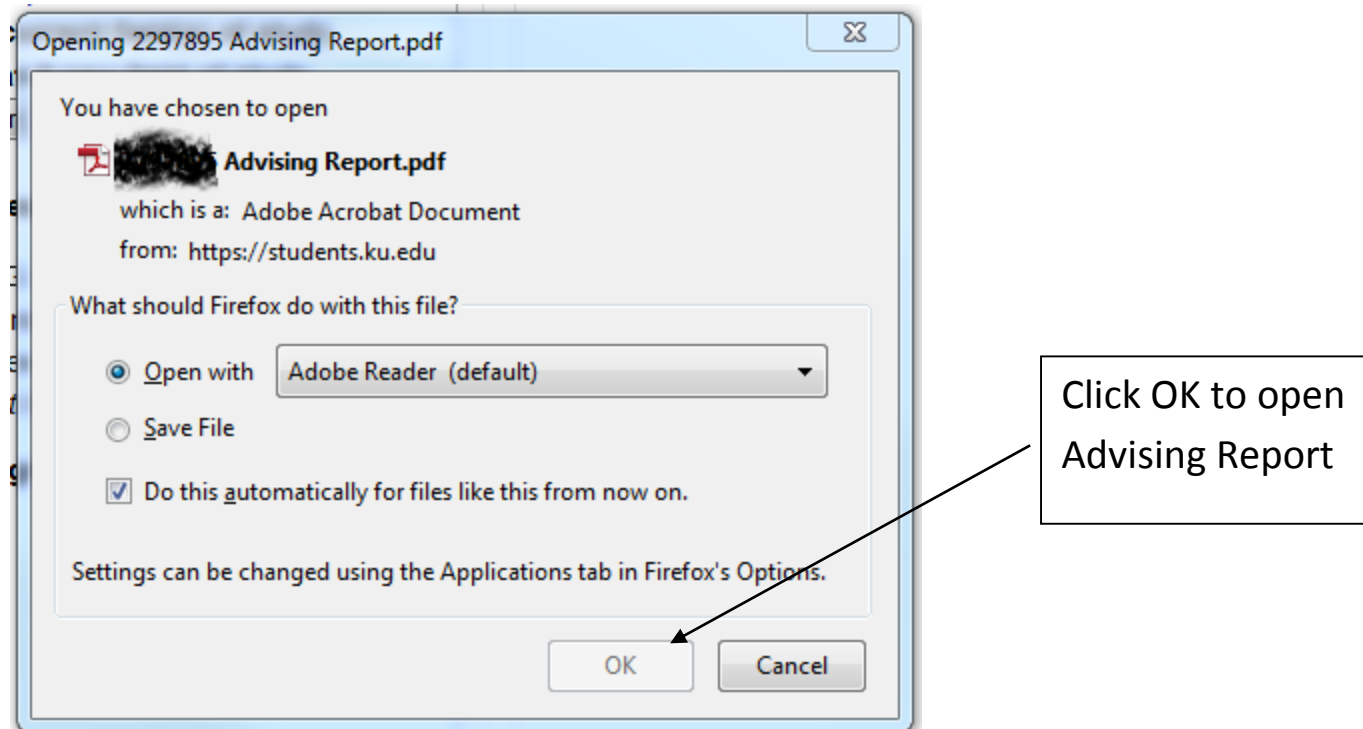 Opening 2297895 Advising Report.pdf
You have chosen to open
Advising Report.pdf
which is a: Adobe Acrobat Document
from: https://students.ku.edu
What should Firefox do with this file?
Open with Adobe Reader (default)
Save File
Do this automatically for files like this from now on.
Settings can be changed using the Applications tab in Firefox's Options.
OK Cancel
Click OK to open
Advising Report